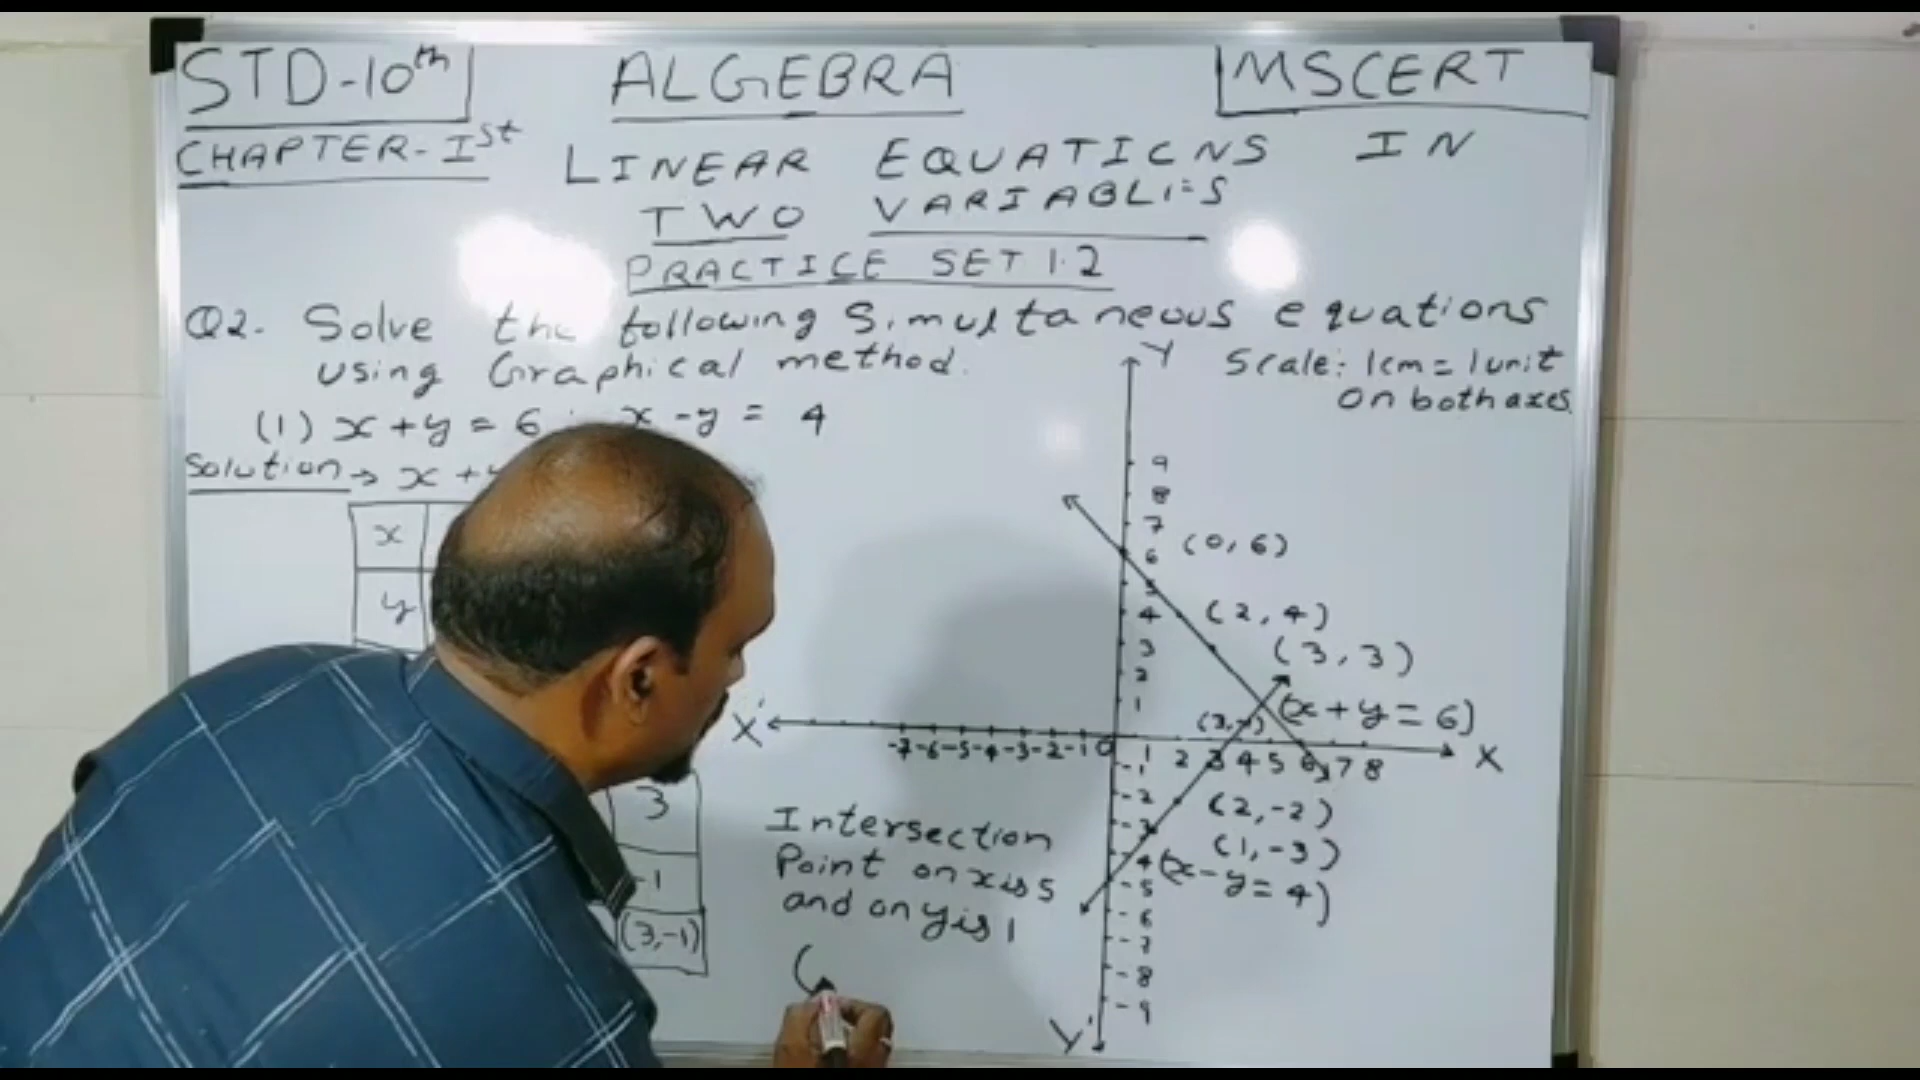 STD-10th ALGEBRA MSCERT
CHAPTER-Ist LINEAR EQUATIONS IN
TWO VARIABLES
PRACTICE SET 1.2
Q2. Solve the following Simultaneous equations
using Graphical method.
(1) x+y=6 x-y = 4
Solution→ x+y
x
y
3
-1
(3,-1)
Intersection
Point on x is 5
and on y is 1
(
Scale: 1cm = 1 unit
on both axes.
Y
9
8
7
6 (0,6)
5
4 (2,4)
3 (3,3)
2
1 (x+y=6)
(3,-1)
X' -7 -6 -5 -4 -3 -2 -1 0 1 2 3 4 5 6 7 8 X
-1
-2 (2,-2)
-3 (1,-3)
-4 (x-y=4)
-5
-6
-7
-8
-9
Y'